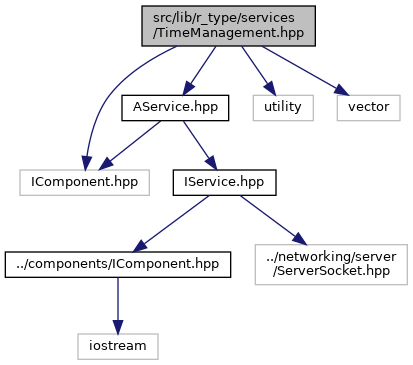 src/lib/r_type/services
/TimeManagement.hpp
AService.hpp
utility
vector
IComponent.hpp
IService.hpp
../components/IComponent.hpp
../networking/server
/ServerSocket.hpp
iostream